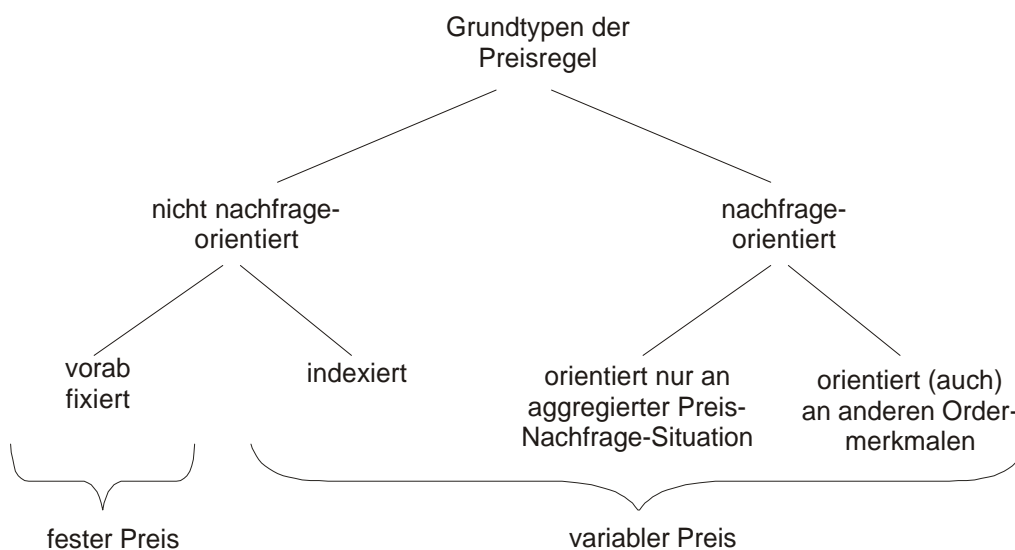 Grundtypen der
Preisregel
nicht nachfrage-
orientiert
nachfrage-
orientiert
vorab
fixiert
indexiert
orientiert nur an
aggregierter Preis-
Nachfrage-Situation
orientiert (auch)
an anderen Order-
merkmalen
fester Preis
variabler Preis